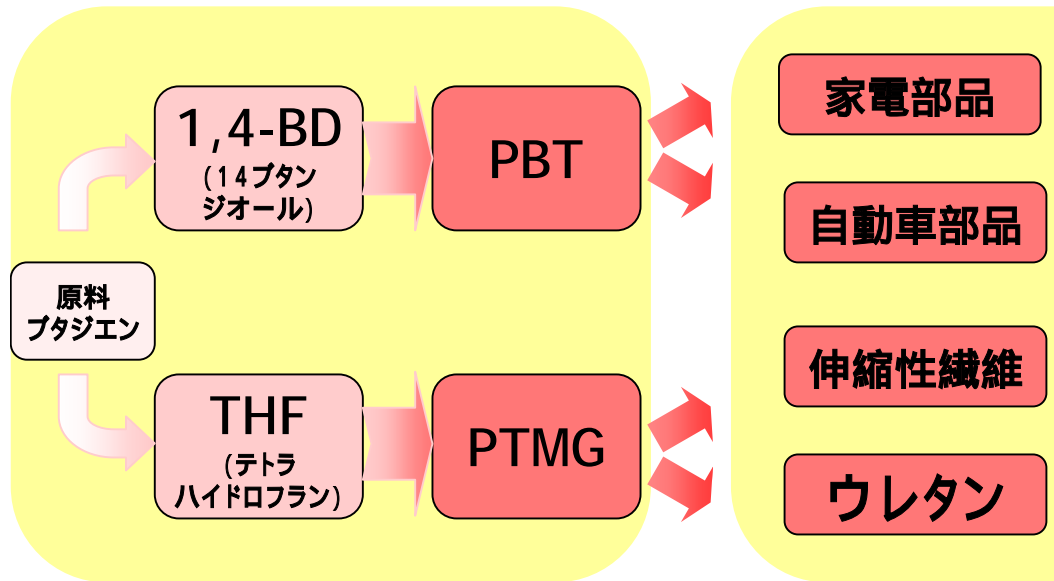 原料
ブタジエン
1,4-BD
(14ブタン
ジオール)
PBT
THF
(テトラ
ハイドロフラン)
PTMG
家電部品
自動車部品
伸縮性繊維
ウレタン